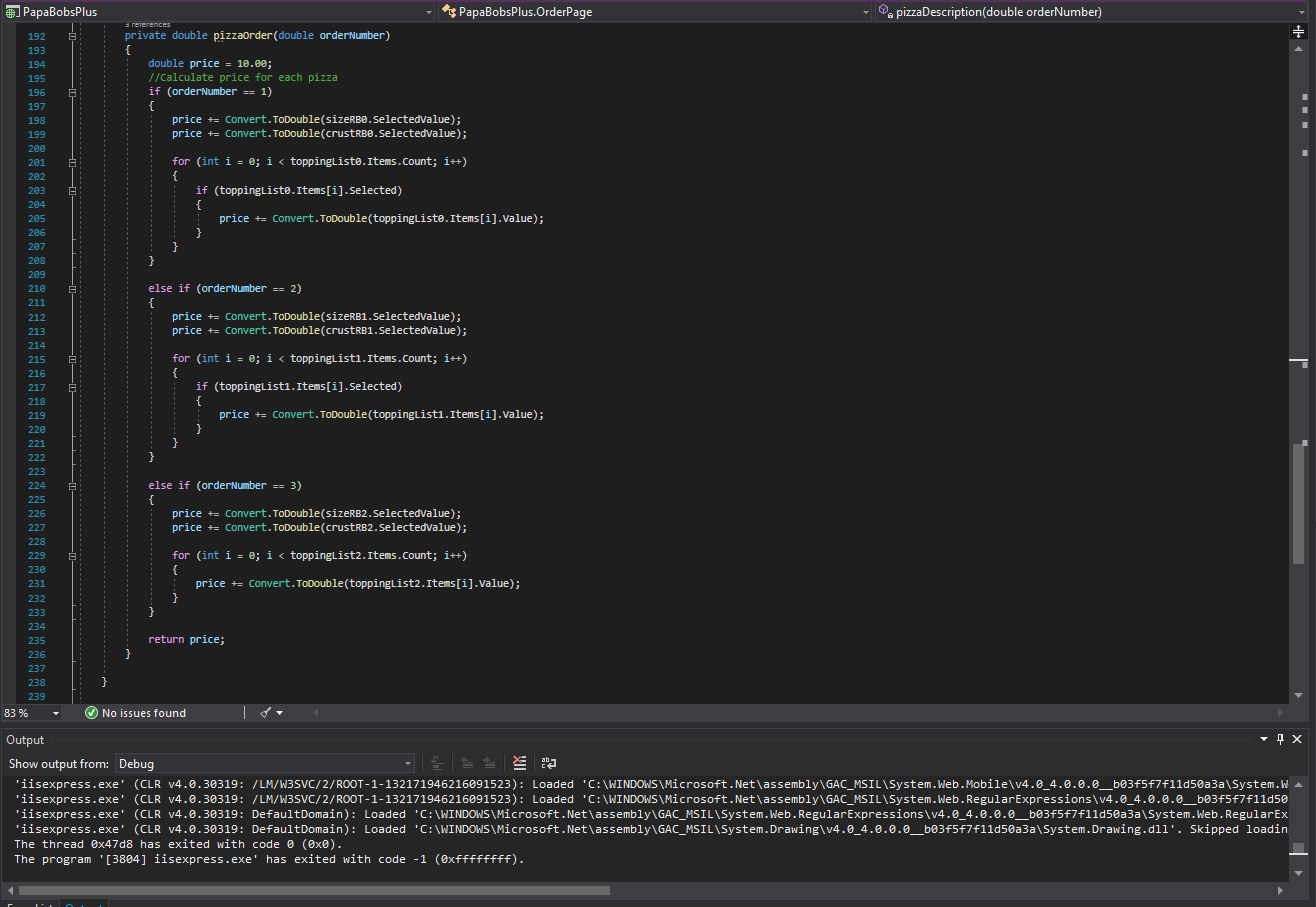 PapaBobsPlus PapaBobsPlus.OrderPage pizzaDescription(double orderNumber)
3 references
192 private double pizzaOrder(double orderNumber)
193 {
194 double price = 10.00;
195 //Calculate price for each pizza
196 if (orderNumber == 1)
197 {
198 price += Convert.ToDouble(sizeRB0.SelectedValue);
199 price += Convert.ToDouble(crustRB0.SelectedValue);
200
201 for (int i = 0; i < toppingList0.Items.Count; i++)
202 {
203 if (toppingList0.Items[i].Selected)
204 {
205 price += Convert.ToDouble(toppingList0.Items[i].Value);
206 }
207 }
208 }
209
210 else if (orderNumber == 2)
211 {
212 price += Convert.ToDouble(sizeRB1.SelectedValue);
213 price += Convert.ToDouble(crustRB1.SelectedValue);
214
215 for (int i = 0; i < toppingList1.Items.Count; i++)
216 {
217 if (toppingList1.Items[i].Selected)
218 {
219 price += Convert.ToDouble(toppingList1.Items[i].Value);
220 }
221 }
222 }
223
224 else if (orderNumber == 3)
225 {
226 price += Convert.ToDouble(sizeRB2.SelectedValue);
227 price += Convert.ToDouble(crustRB2.SelectedValue);
228
229 for (int i = 0; i < toppingList2.Items.Count; i++)
230 {
231 price += Convert.ToDouble(toppingList2.Items[i].Value);
232 }
233 }
234
235 return price;
236 }
237
238 }
239
83 % No issues found
Output
Show output from: Debug
'iisexpress.exe' (CLR v4.0.30319: /LM/W3SVC/2/ROOT-1-132171946216091523): Loaded 'C:\WINDOWS\Microsoft.Net\assembly\GAC_MSIL\System.Web.Mobile\v4.0_4.0.0.0__b03f5f7f11d50a3a\System.W
'iisexpress.exe' (CLR v4.0.30319: /LM/W3SVC/2/ROOT-1-132171946216091523): Loaded 'C:\WINDOWS\Microsoft.Net\assembly\GAC_MSIL\System.Web.RegularExpressions\v4.0_4.0.0.0__b03f5f7f11d50
'iisexpress.exe' (CLR v4.0.30319: DefaultDomain): Loaded 'C:\WINDOWS\Microsoft.Net\assembly\GAC_MSIL\System.Web.RegularExpressions\v4.0_4.0.0.0__b03f5f7f11d50a3a\System.Web.RegularEx
'iisexpress.exe' (CLR v4.0.30319: DefaultDomain): Loaded 'C:\WINDOWS\Microsoft.Net\assembly\GAC_MSIL\System.Drawing\v4.0_4.0.0.0__b03f5f7f11d50a3a\System.Drawing.dll'. Skipped loadin
The thread 0x47d8 has exited with code 0 (0x0).
The program '[3804] iisexpress.exe' has exited with code -1 (0xffffffff).